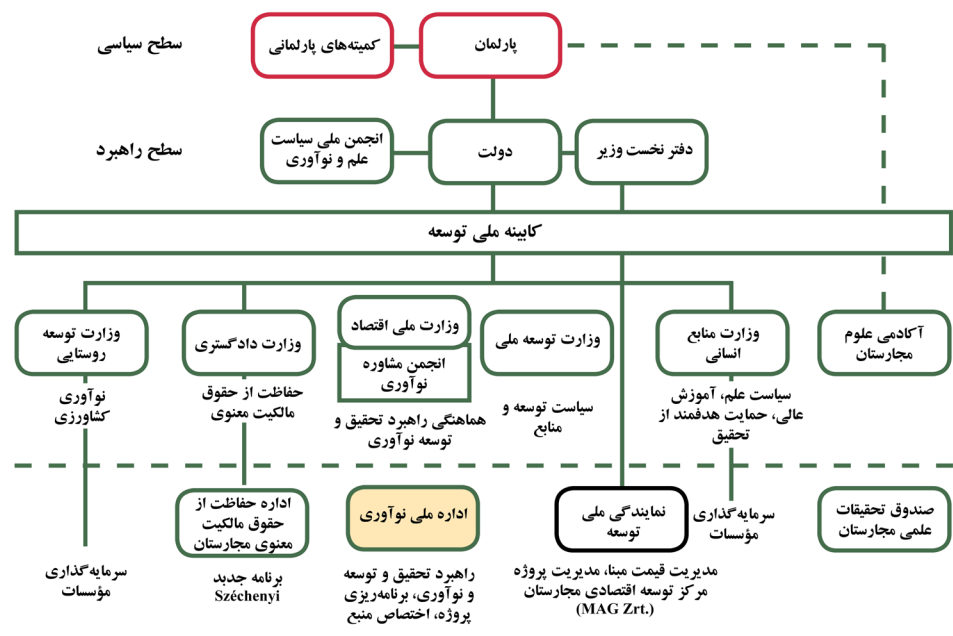 سطح سیاسی
پارلمان
کمیته‌های پارلمانی
سطح راهبرد
دفتر نخست وزیر
دولت
انجمن ملی سیاست
علم و نوآوری
کابینه ملی توسعه
آکادمی علوم
مجارستان
وزارت منابع
انسانی
سیاست علم، آموزش
عالی، حمایت هدفمند از
تحقیق
وزارت توسعه ملی
سیاست توسعه و
منابع
وزارت ملی اقتصاد
انجمن مشاوره
نوآوری
هماهنگی راهبرد تحقیق و
توسعه نوآوری
وزارت دادگستری
حفاظت از حقوق
مالکیت معنوی
وزارت توسعه
روستایی
نوآوری
کشاورزی
صندوق تحقیقات
علمی مجارستان
سرمایه‌گذاری
مؤسسات
نمایندگی ملی
توسعه
مدیریت قیمت مبنا، مدیریت پروژه
مرکز توسعه اقتصادی مجارستان
(MAG Zrt.)
اداره ملی نوآوری
راهبرد تحقیق و توسعه
و نوآوری، برنامه‌ریزی
پروژه، اختصاص منبع
اداره حفاظت از
حقوق مالکیت
معنوی مجارستان
برنامه جدید
Széchenyi
سرمایه‌گذاری
مؤسسات